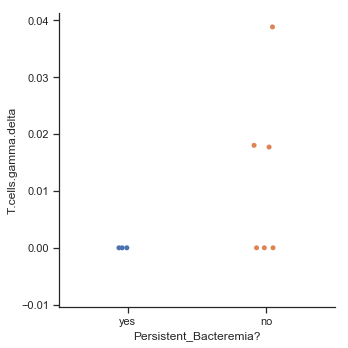 0.04
0.03
0.02
0.01
0.00
−0.01
T.cells.gamma.delta
yes
no
Persistent_Bacteremia?